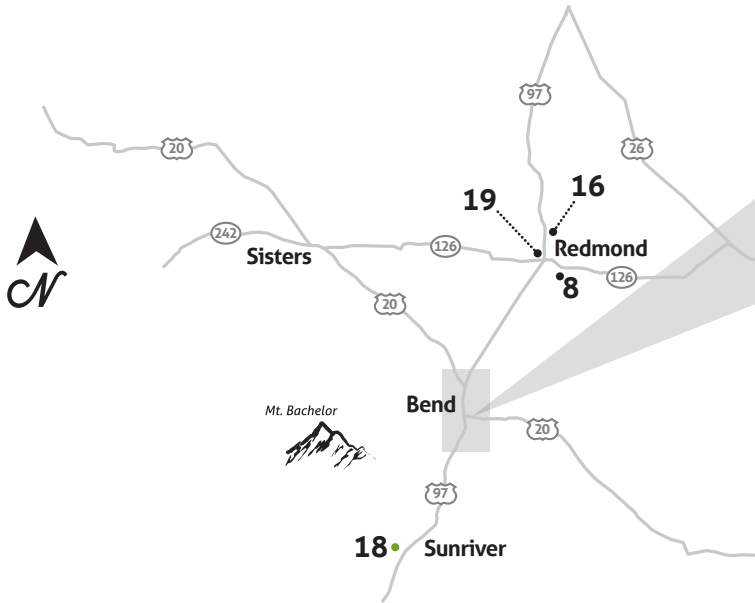 97
20
26
16
19
242
126
Redmond
Sisters
N
126
8
20
Bend
Mt. Bachelor
20
97
18
Sunriver